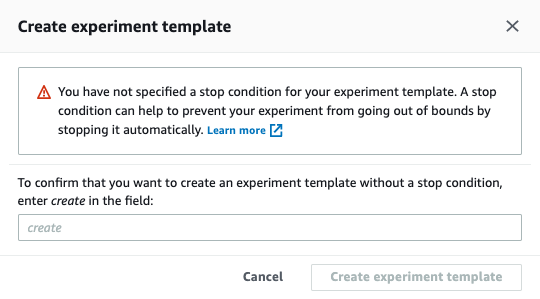 Create experiment template
You have not specified a stop condition for your experiment template. A stop
condition can help to prevent your experiment from going out of bounds by
stopping it automatically. Learn more
To confirm that you want to create an experiment template without a stop condition,
enter create in the field:
create
Cancel
Create experiment template